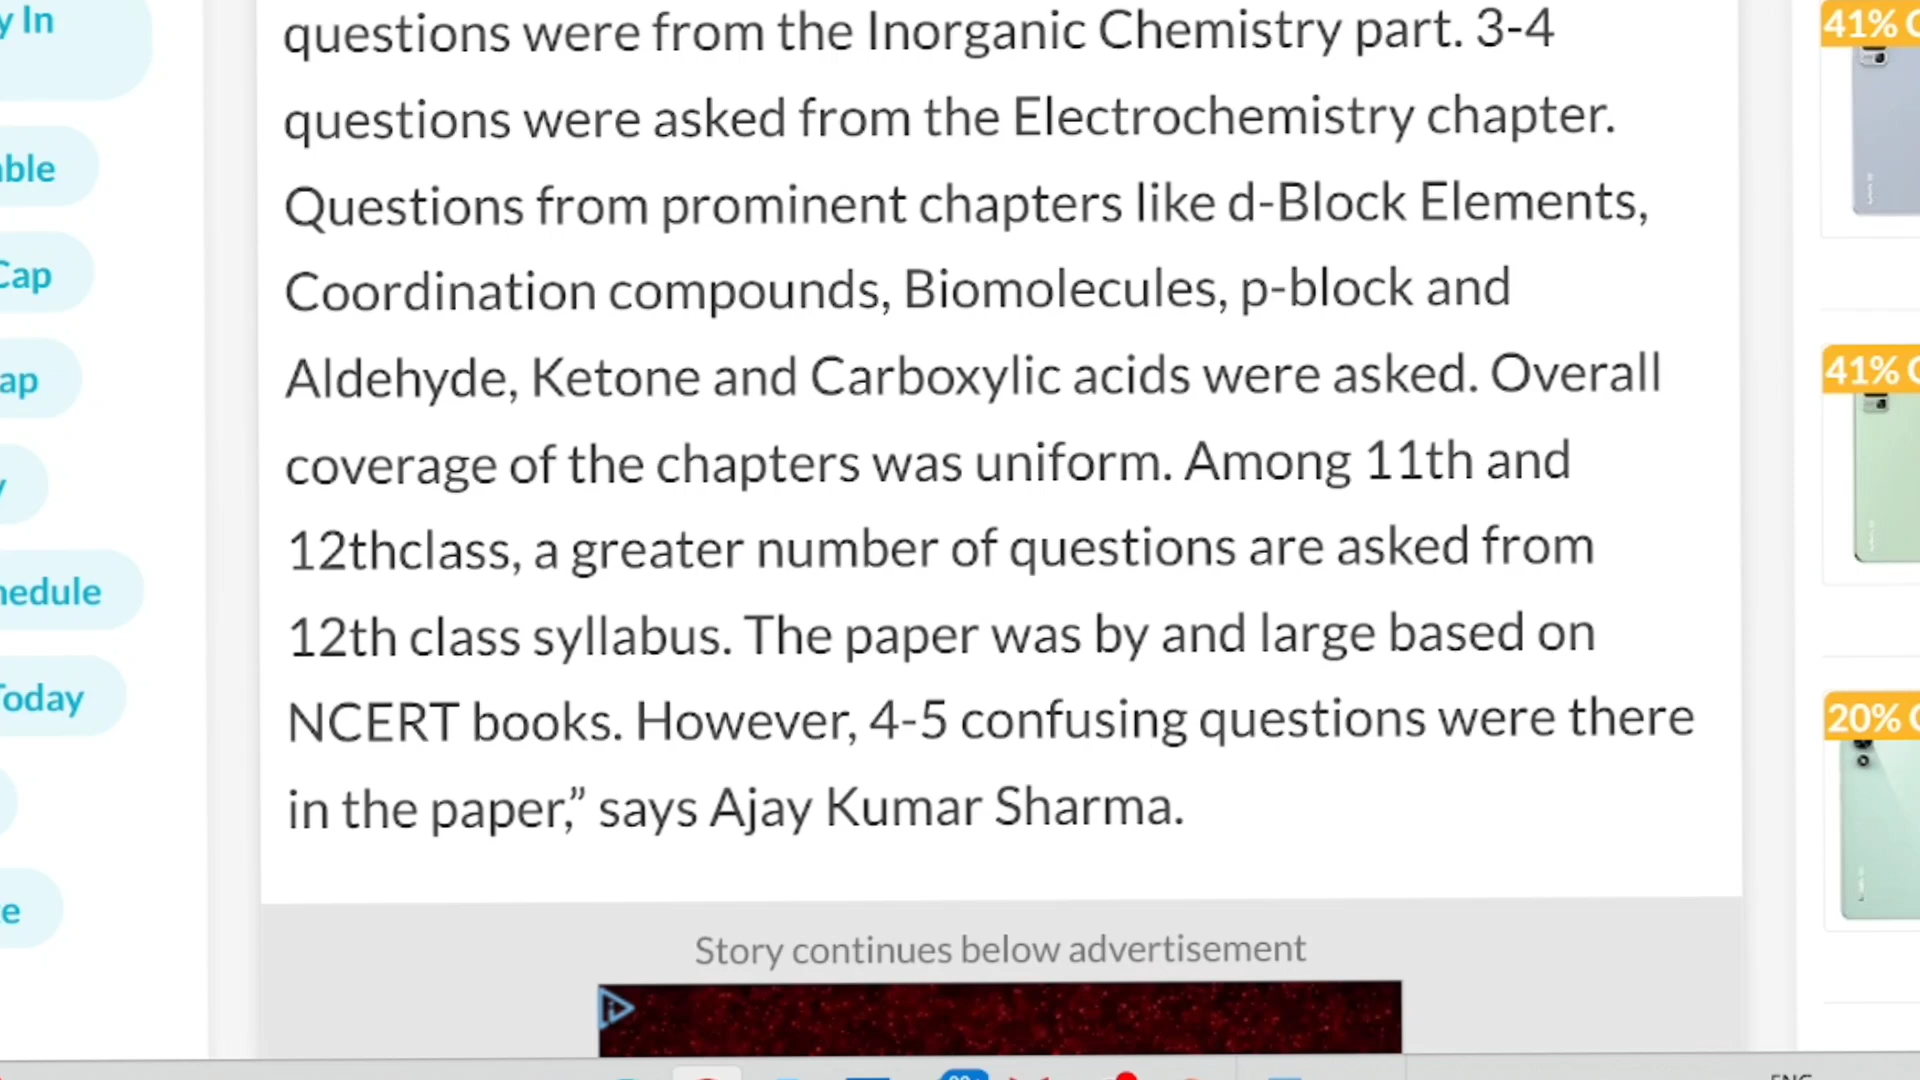 y In
questions were from the Inorganic Chemistry part. 3-4
questions were asked from the Electrochemistry chapter.
Questions from prominent chapters like d-Block Elements,
Coordination compounds, Biomolecules, p-block and
Aldehyde, Ketone and Carboxylic acids were asked. Overall
coverage of the chapters was uniform. Among 11th and
12thclass, a greater number of questions are asked from
12th class syllabus. The paper was by and large based on
NCERT books. However, 4-5 confusing questions were there
in the paper,” says Ajay Kumar Sharma.
Story continues below advertisement
able
Cap
ap
y
hedule
Today
e
41%
41%
20%
ENG